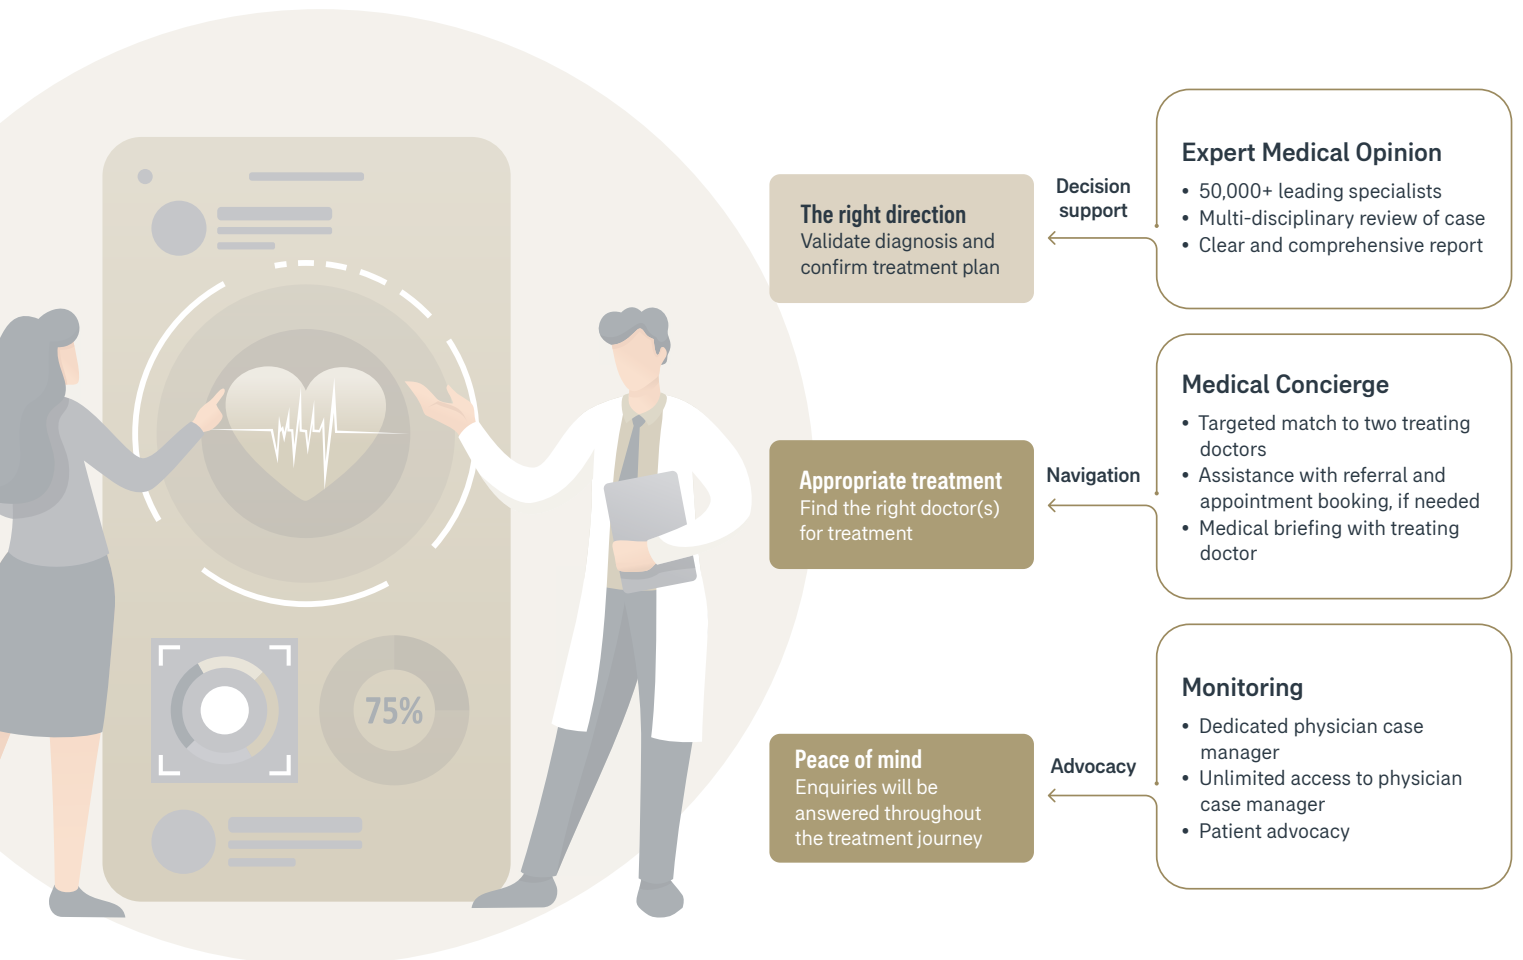 Expert Medical Opinion
• 50,000+ leading specialists
• Multi-disciplinary review of case
• Clear and comprehensive report
Decision
support
The right direction
Validate diagnosis and
confirm treatment plan
Medical Concierge
• Targeted match to two treating
doctors
• Assistance with referral and
appointment booking, if needed
• Medical briefing with treating
doctor
Navigation
Appropriate treatment
Find the right doctor(s)
for treatment
Monitoring
• Dedicated physician case
manager
• Unlimited access to physician
case manager
• Patient advocacy
Advocacy
Peace of mind
Enquiries will be
answered throughout
the treatment journey
75%